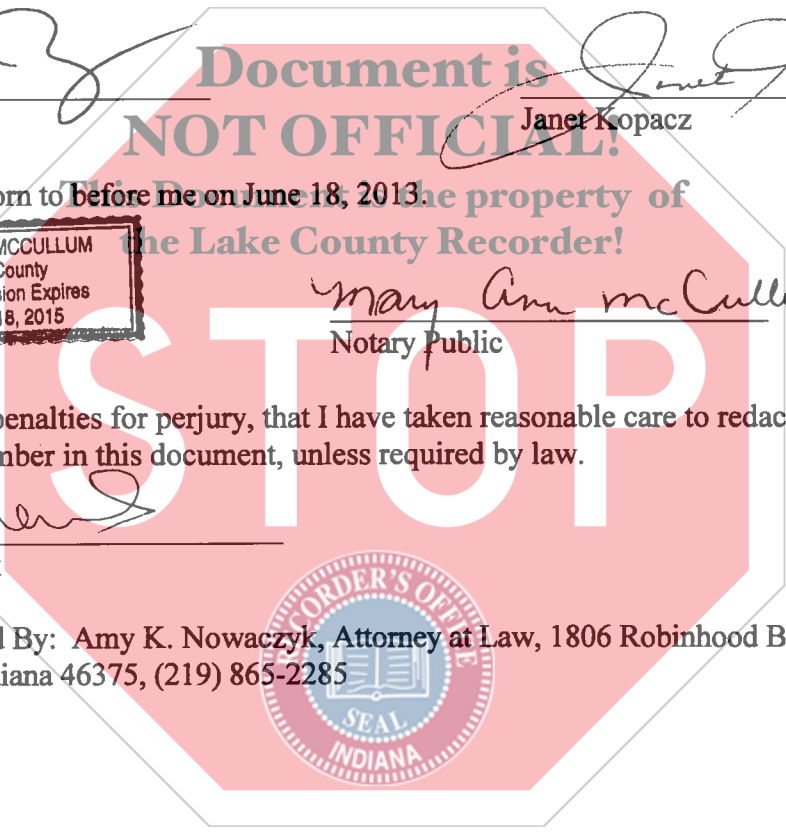 Document is
NOT OFFICIAL!
Janet
Janet Kopacz
orn to before me on June 18, 2013.
This Document is the property of
the Lake County Recorder!
MCCULLUM
County
sion Expires
18, 2015
Mary Ann McCullu
Notary Public
STOP
penalties for perjury, that I have taken reasonable care to redac
mber in this document, unless required by law.
d By: Amy K. Nowaczyk, Attorney at Law, 1806 Robinhood B
iana 46375, (219) 865-2285
RECORDER'S OFFICE
SEAL
INDIANA